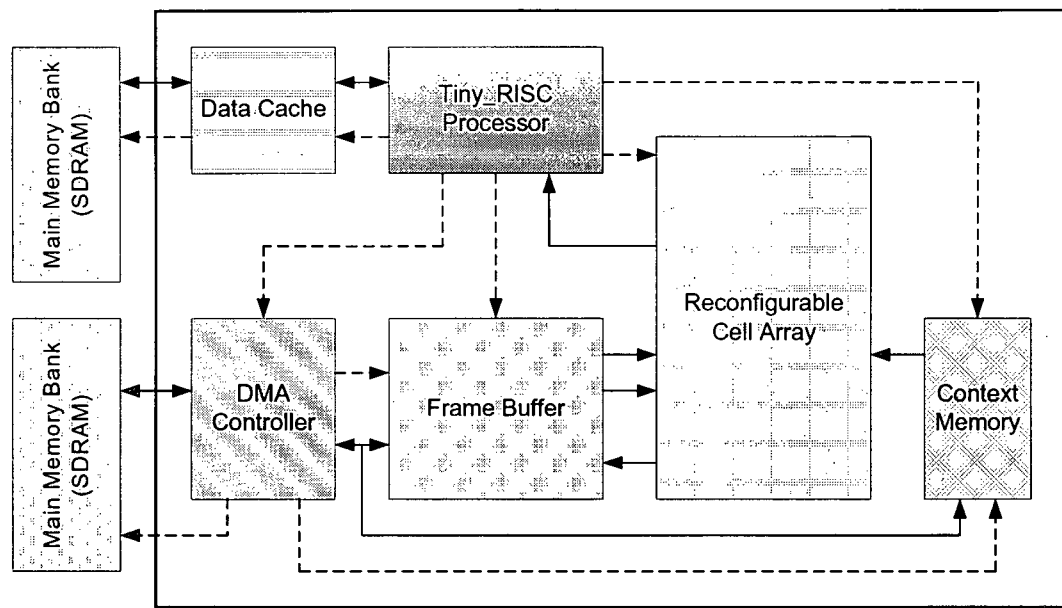 Main Memory Bank
(SDRAM)
Data Cache
Tiny_RISC
Processor
Reconfigurable
Cell Array
Main Memory Bank
(SDRAM)
DMA
Controller
Frame Buffer
Context
Memory